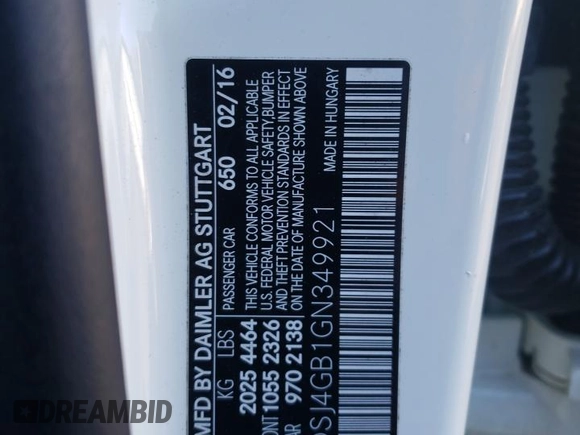 MFD BY DAIMLER AG STUTTGART
KG LBS PASSENGER CAR 650 02/16
2025 4464 THIS VEHICLE CONFORMS TO ALL APPLICABLE
1055 2326 U.S. FEDERAL MOTOR VEHICLE SAFETY,BUMPER
AND THEFT PREVENTION STANDARDS IN EFFECT
970 2138 ON THE DATE OF MANUFACTURE SHOWN ABOVE
SJ4GB1GN349921 MADE IN HUNGARY
DREAMBID